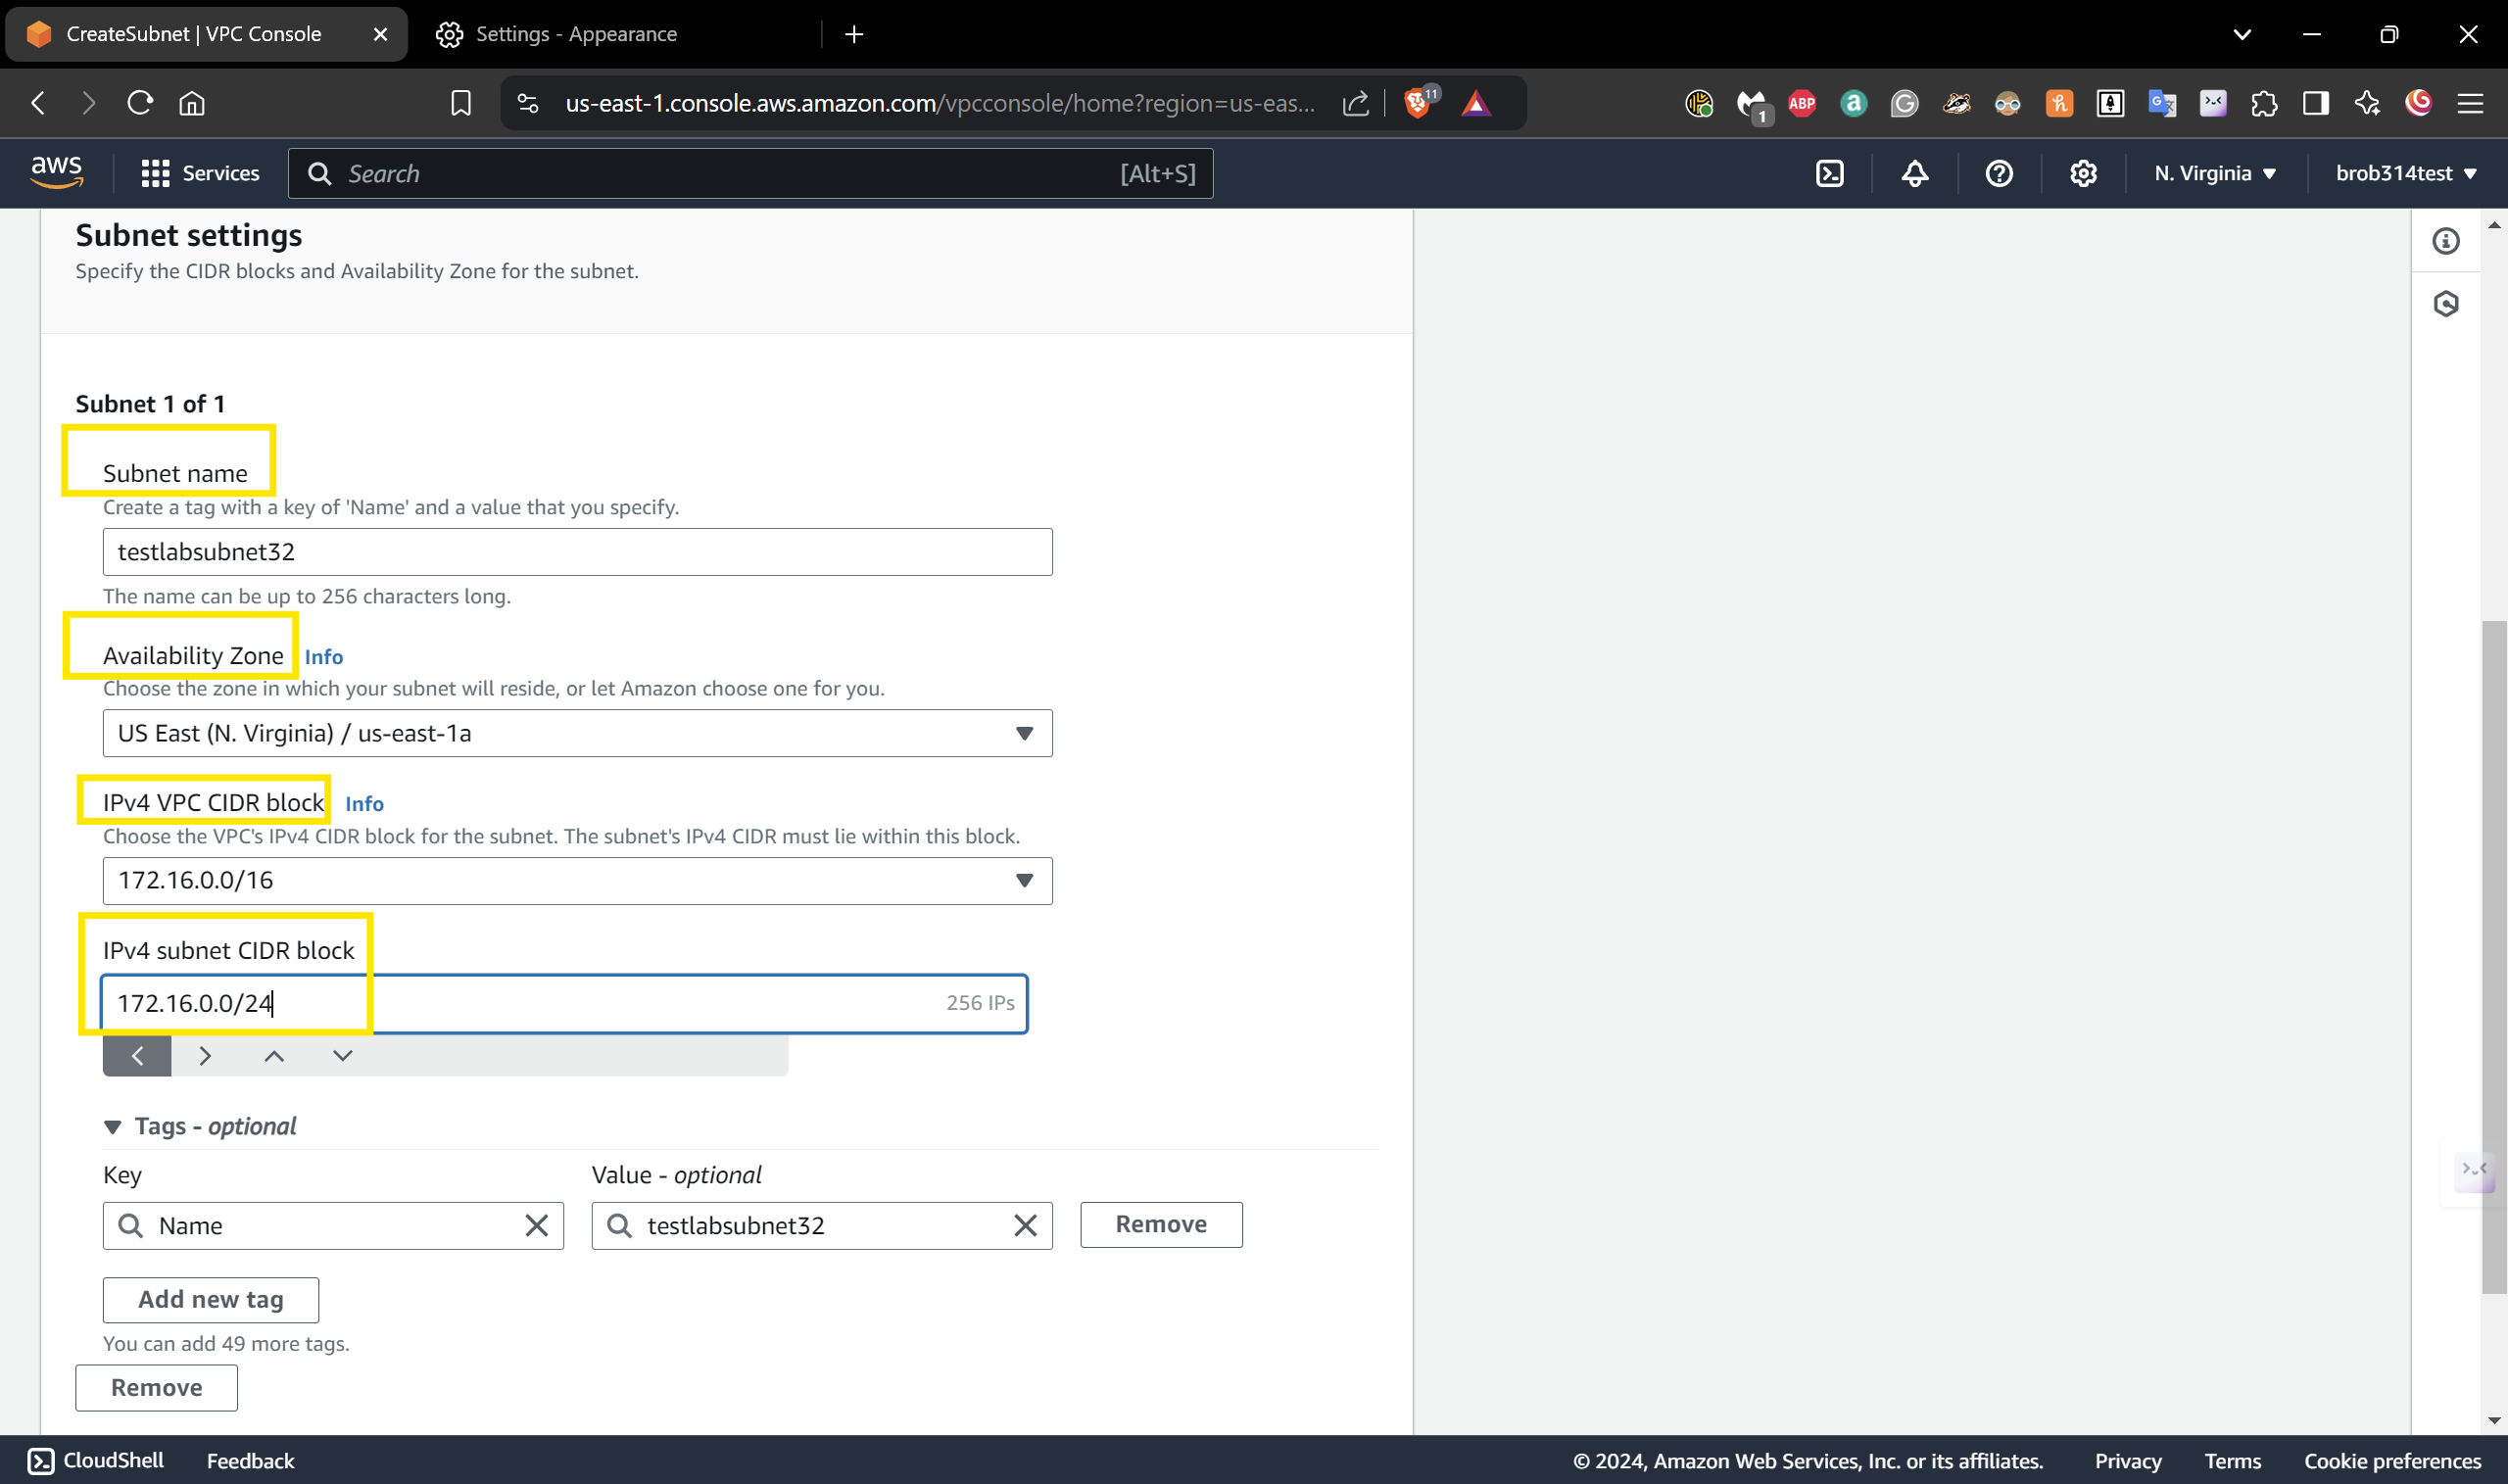 CreateSubnet | VPC Console
Settings - Appearance
us-east-1.console.aws.amazon.com/vpcconsole/home?region=us-eas...
11
1
ABP
aws
Services
Search
[Alt+S]
N. Virginia
brob314test
Subnet settings
Specify the CIDR blocks and Availability Zone for the subnet.
Subnet 1 of 1
Subnet name
Create a tag with a key of 'Name' and a value that you specify.
testlabsubnet32
The name can be up to 256 characters long.
Availability Zone Info
Choose the zone in which your subnet will reside, or let Amazon choose one for you.
US East (N. Virginia) / us-east-1a
IPv4 VPC CIDR block Info
Choose the VPC's IPv4 CIDR block for the subnet. The subnet's IPv4 CIDR must lie within this block.
172.16.0.0/16
IPv4 subnet CIDR block
172.16.0.0/24
256 IPs
Tags - optional
Key
Value - optional
Name
testlabsubnet32
Remove
Add new tag
You can add 49 more tags.
Remove
CloudShell
Feedback
© 2024, Amazon Web Services, Inc. or its affiliates.
Privacy
Terms
Cookie preferences